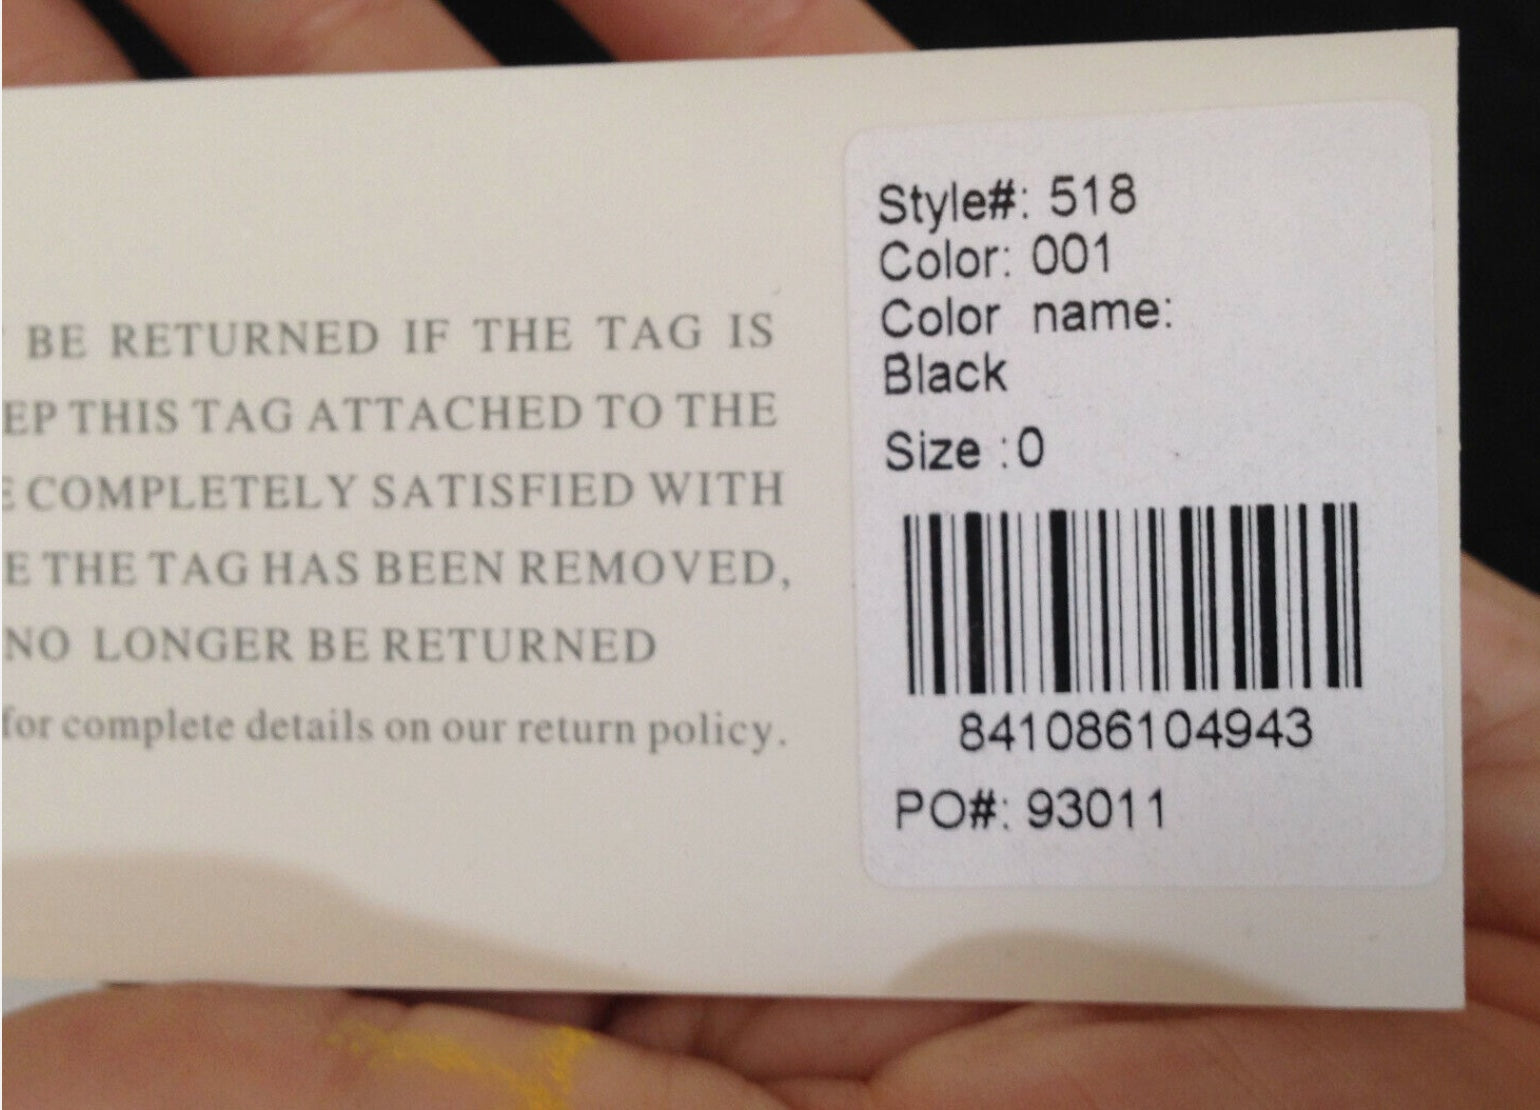 BE RETURNED IF THE TAG IS
THIS TAG ATTACHED TO THE
COMPLETELY SATISFIED WITH
THE TAG HAS BEEN REMOVED,
NO LONGER BE RETURNED
for complete details on our return policy.
Style#: 518
Color: 001
Color name:
Black
Size :0
841086104943
PO#: 93011